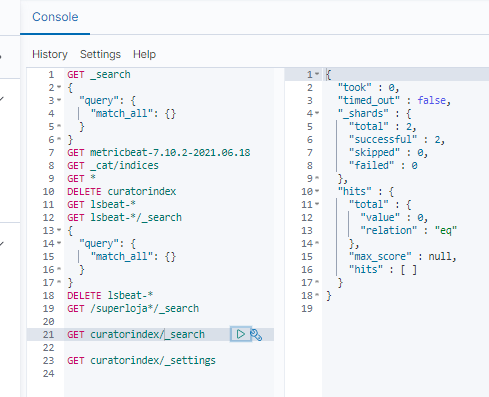 Console
History Settings Help
1 GET _search
2 {
3 "query": {
4 "match_all": {}
5 }
6 }
7 GET metricbeat-7.10.2-2021.06.18
8 GET _cat/indices
9 GET *
10 DELETE curatorindex
11 GET lsbeat-*
12 GET lsbeat-*/_search
13 {
14 "query": {
15 "match_all": {}
16 }
17 }
18 DELETE lsbeat-*
19 GET /superloja*/_search
20
21 GET curatorindex/_search
22
23 GET curatorindex/_settings
24
1 {
2 "took" : 0,
3 "timed_out" : false,
4 "_shards" : {
5 "total" : 2,
6 "successful" : 2,
7 "skipped" : 0,
8 "failed" : 0
9 },
10 "hits" : {
11 "total" : {
12 "value" : 0,
13 "relation" : "eq"
14 },
15 "max_score" : null,
16 "hits" : [ ]
17 }
18 }
19